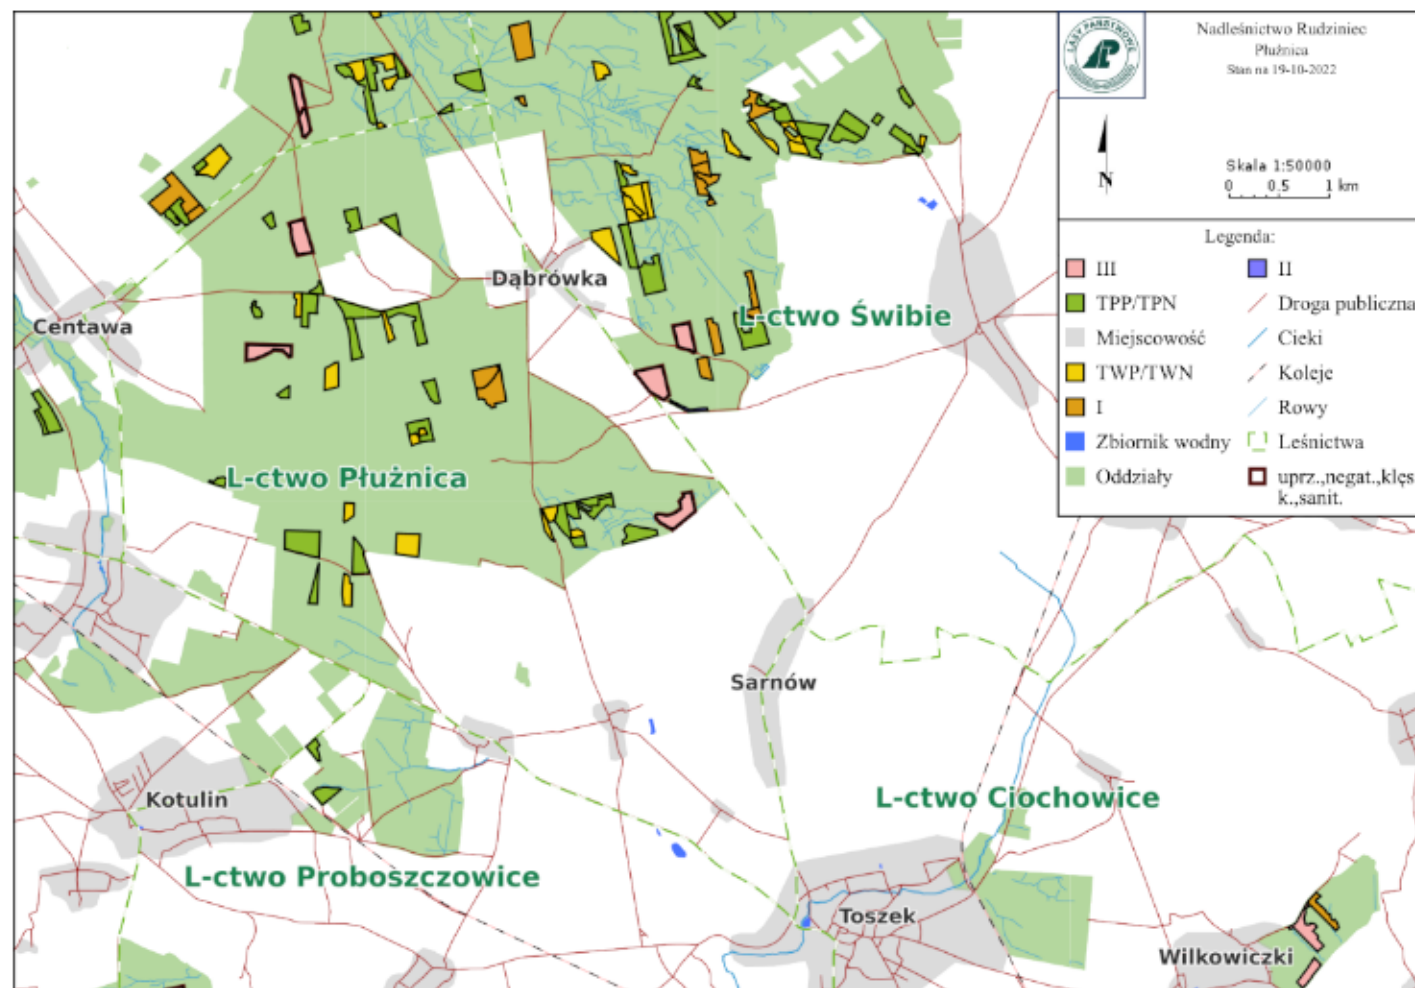 LASY PAŃSTWOWE
Nadleśnictwo Rudziniec
Płużnica
Stan na 19-10-2022
N
Skala 1:50000
0 0.5 1 km
Legenda:
III
II
TPP/TPN
Droga publiczna
Miejscowość
Cieki
TWP/TWN
Koleje
I
Rowy
Zbiornik wodny
Leśnictwa
Oddziały
uprz.,negat.,klęs
k.,sanit.
Dąbrówka
L-ctwo Świbie
Centawa
L-ctwo Płużnica
Sarnów
Kotulin
L-ctwo Ciochowice
L-ctwo Proboszczowice
Toszek
Wilkowiczki